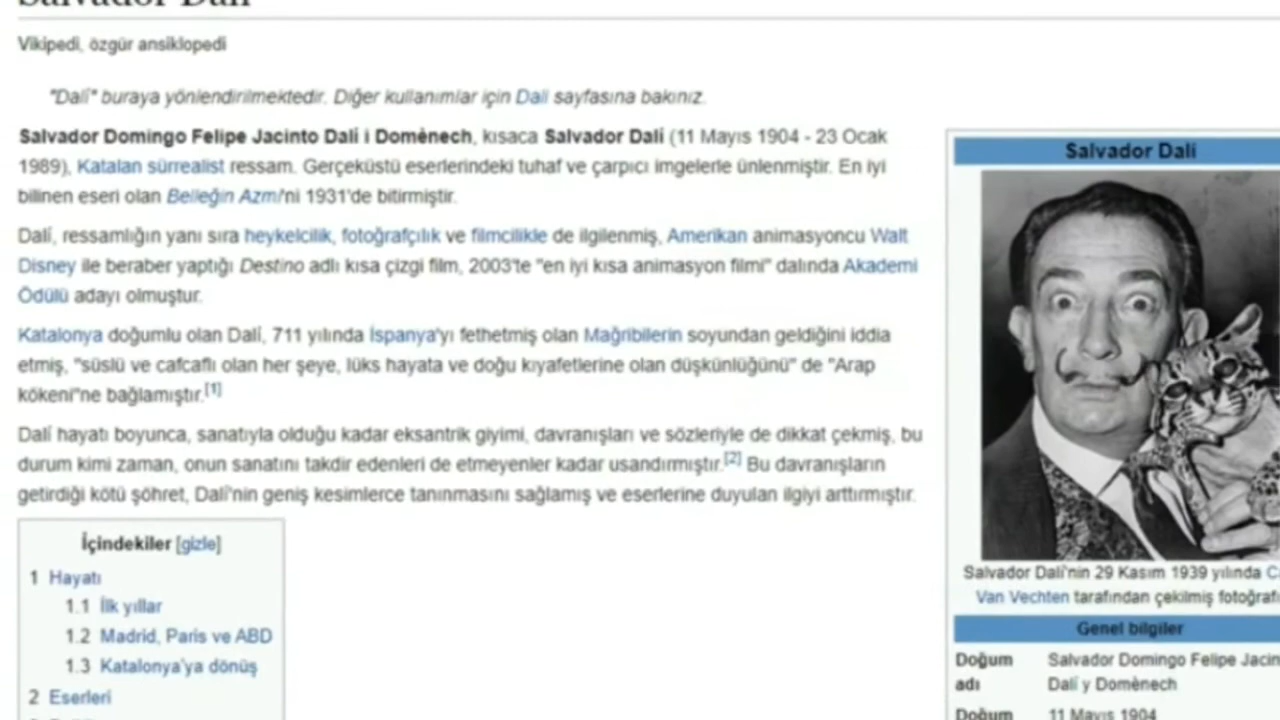 Salvador Dalí
Vikipedi, özgür ansiklopedi
"Dalí" buraya yönlendirilmektedir. Diğer kullanımlar için Dali sayfasına bakınız.
Salvador Domingo Felipe Jacinto Dalí i Domènech, kısaca Salvador Dalí (11 Mayıs 1904 - 23 Ocak
1989), Katalan sürrealist ressam. Gerçeküstü eserlerindeki tuhaf ve çarpıcı imgelerle ünlenmiştir. En iyi
bilinen eseri olan Belleğin Azmi'ni 1931'de bitirmiştir.
Dalí, ressamlığın yanı sıra heykelcilik, fotoğrafçılık ve filmcilikle de ilgilenmiş, Amerikan animasyoncu Walt
Disney ile beraber yaptığı Destino adlı kısa çizgi film, 2003'te "en iyi kısa animasyon filmi" dalında Akademi
Ödülü adayı olmuştur.
Katalonya doğumlu olan Dalí, 711 yılında İspanya'yı fethetmiş olan Mağribilerin soyundan geldiğini iddia
etmiş, "süslü ve cafcaflı olan her şeye, lüks hayata ve doğu kıyafetlerine olan düşkünlüğünü" de "Arap
kökeni"ne bağlamıştır.[1]
Dalí hayatı boyunca, sanatıyla olduğu kadar eksantrik giyimi, davranışları ve sözleriyle de dikkat çekmiş, bu
durum kimi zaman, onun sanatını takdir edenleri de etmeyenler kadar usandırmıştır.[2] Bu davranışların
getirdiği kötü şöhret, Dalí'nin geniş kesimlerce tanınmasını sağlamış ve eserlerine duyulan ilgiyi arttırmıştır.
İçindekiler [gizle]
1 Hayatı
1.1 İlk yıllar
1.2 Madrid, Paris ve ABD
1.3 Katalonya'ya dönüş
2 Eserleri
Salvador Dalí
Salvador Dalí'nin 29 Kasım 1939 yılında
Van Vechten tarafından çekilmiş fotoğrafı
Genel bilgiler
Doğum Salvador Domingo Felipe Jacin
adı Dalí y Domènech
Doğum 11 Mayıs 1904